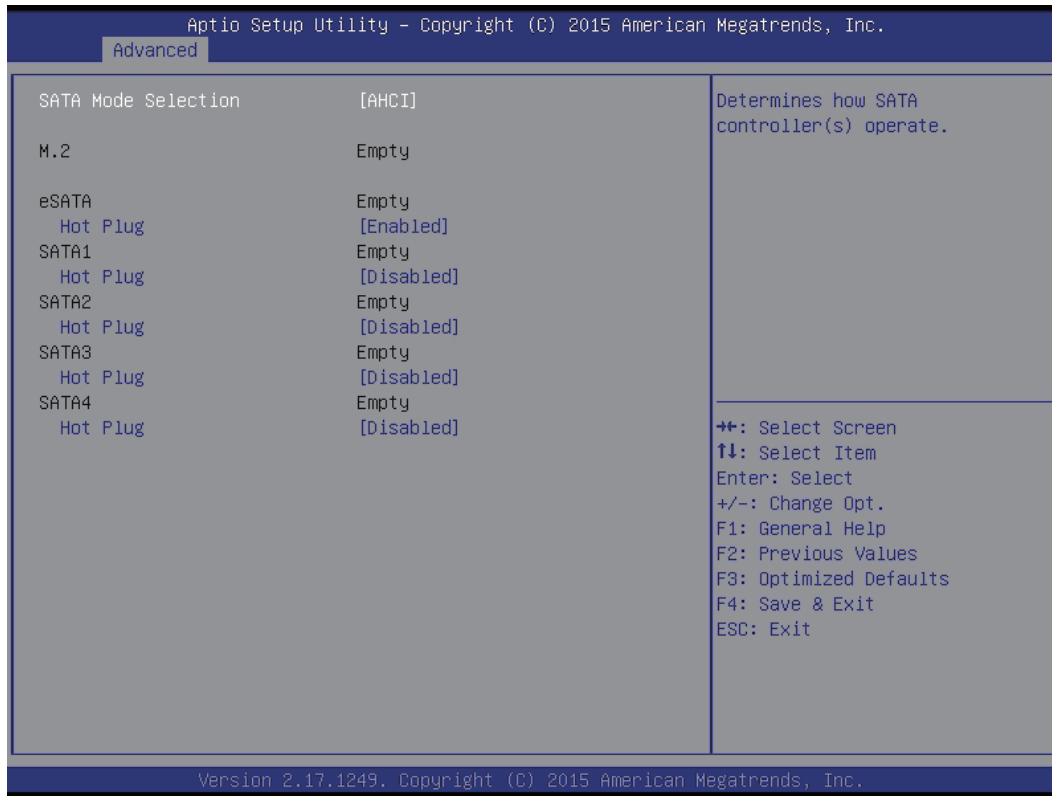 Aptio Setup Utility – Copyright (C) 2015 American Megatrends, Inc.
Advanced
SATA Mode Selection [AHCI]
M.2 Empty
eSATA Empty
Hot Plug [Enabled]
SATA1 Empty
Hot Plug [Disabled]
SATA2 Empty
Hot Plug [Disabled]
SATA3 Empty
Hot Plug [Disabled]
SATA4 Empty
Hot Plug [Disabled]
Determines how SATA
controller(s) operate.
→←: Select Screen
↑↓: Select Item
Enter: Select
+/-: Change Opt.
F1: General Help
F2: Previous Values
F3: Optimized Defaults
F4: Save & Exit
ESC: Exit
Version 2.17.1249. Copyright (C) 2015 American Megatrends, Inc.